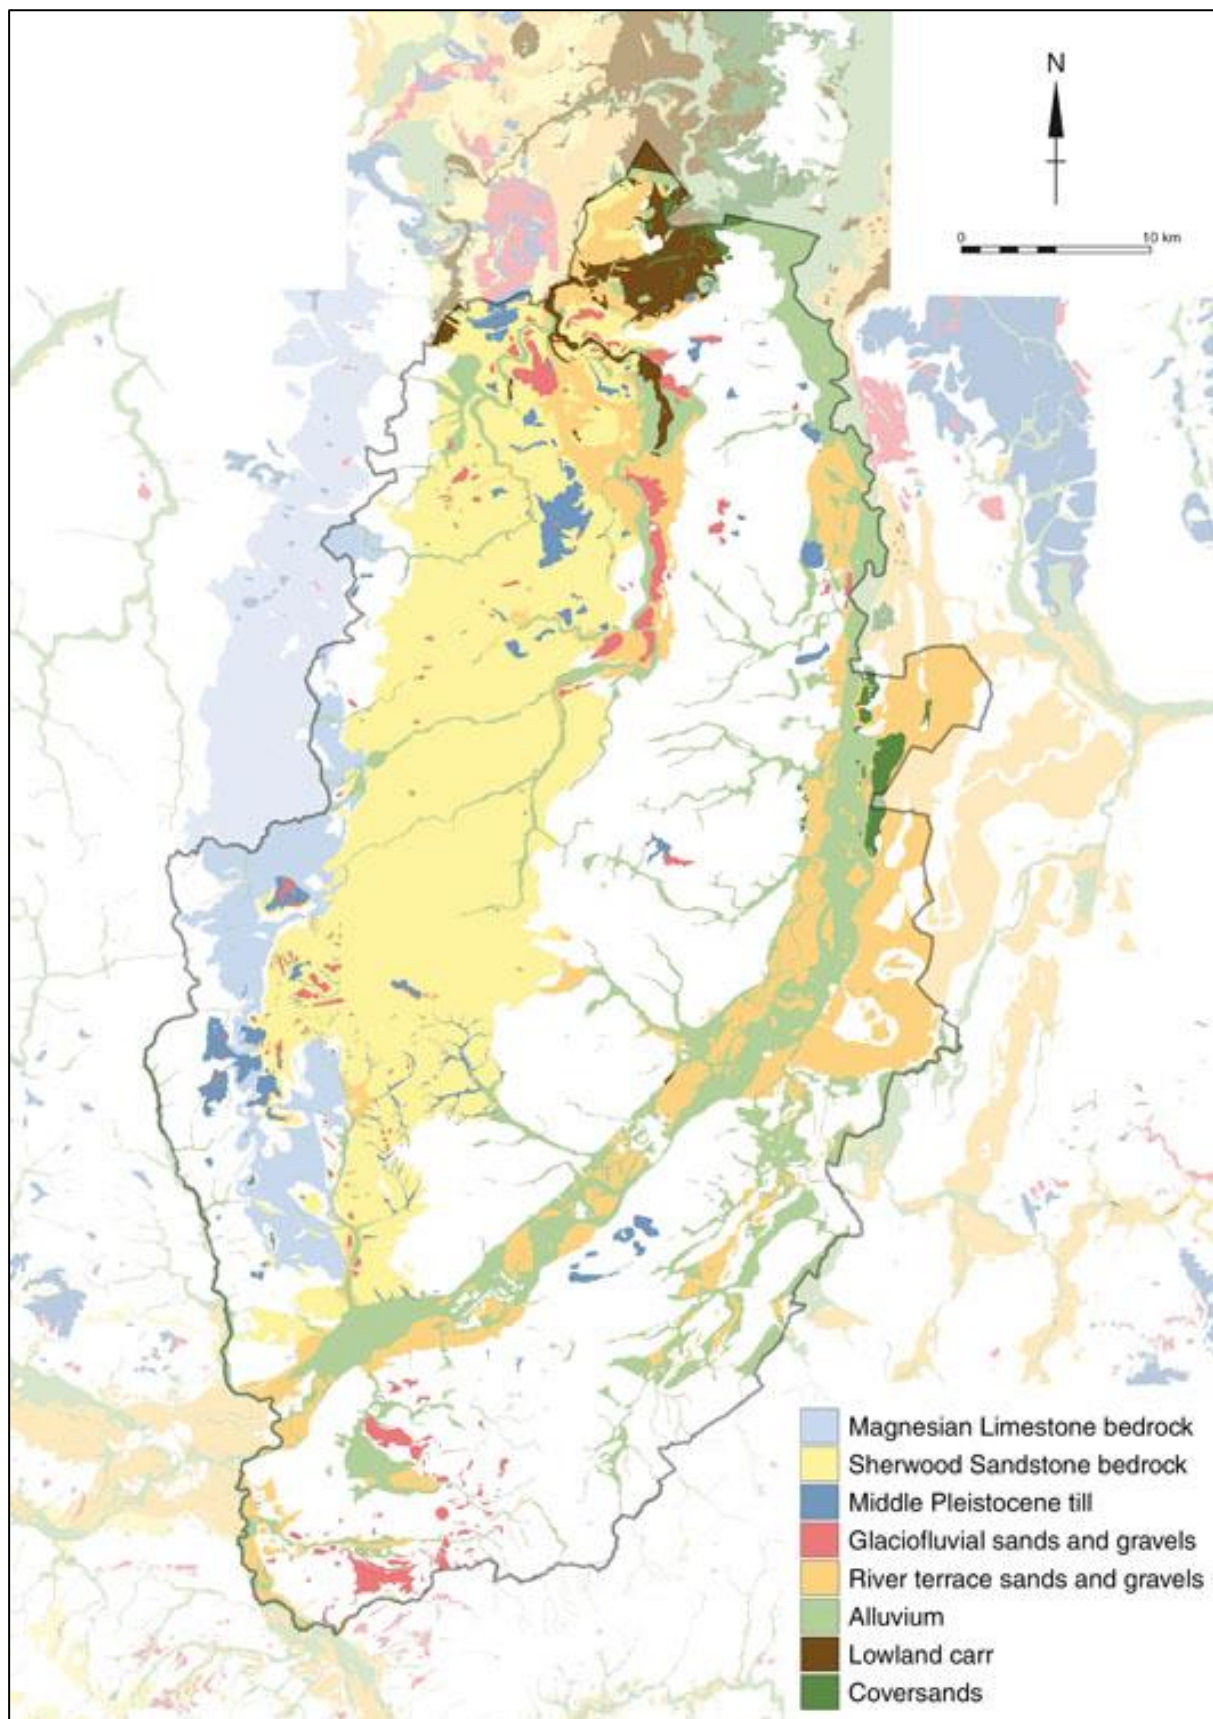 N
0 10 km
Magnesian Limestone bedrock
Sherwood Sandstone bedrock
Middle Pleistocene till
Glaciofluvial sands and gravels
River terrace sands and gravels
Alluvium
Lowland carr
Coversands